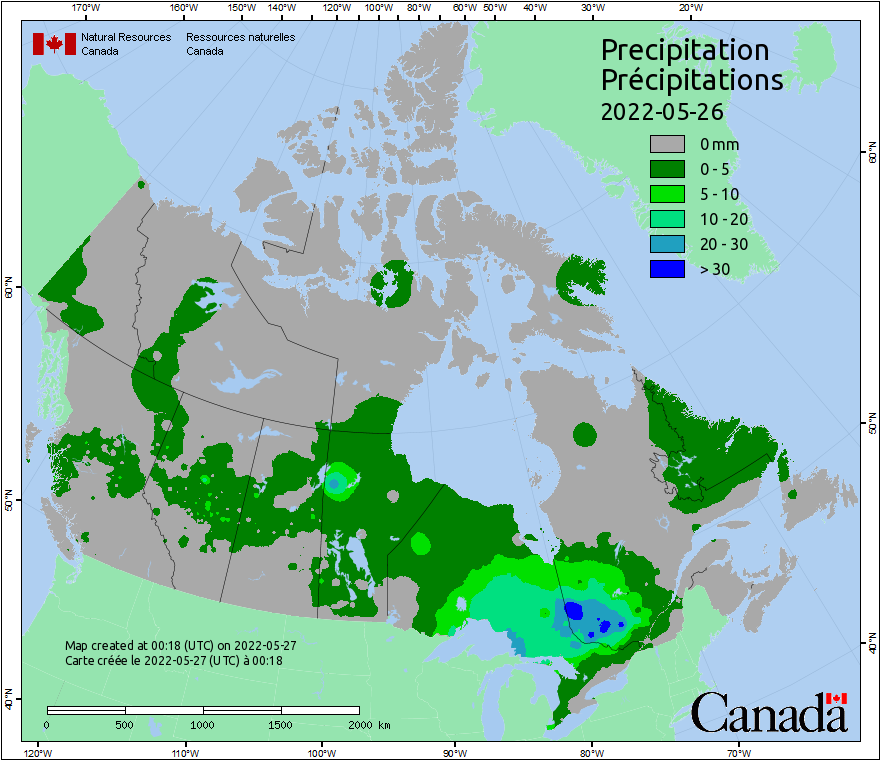 170°W 160°W 150°W 140°W 130°W 120°W 110°W 100°W 90°W 80°W 70°W 60°W 50°W 40°W 30°W 20°W
Natural Resources Ressources naturelles
Canada Canada
Precipitation
Précipitations
2022-05-26
0 mm
0 - 5
5 - 10
10 - 20
20 - 30
> 30
60°N
50°N
40°N
60°N
50°N
40°N
Map created at 00:18 (UTC) on 2022-05-27
Carte créée le 2022-05-27 (UTC) à 00:18
0 500 1000 1500 2000 km
Canada
120°W 110°W 100°W 90°W 80°W 70°W